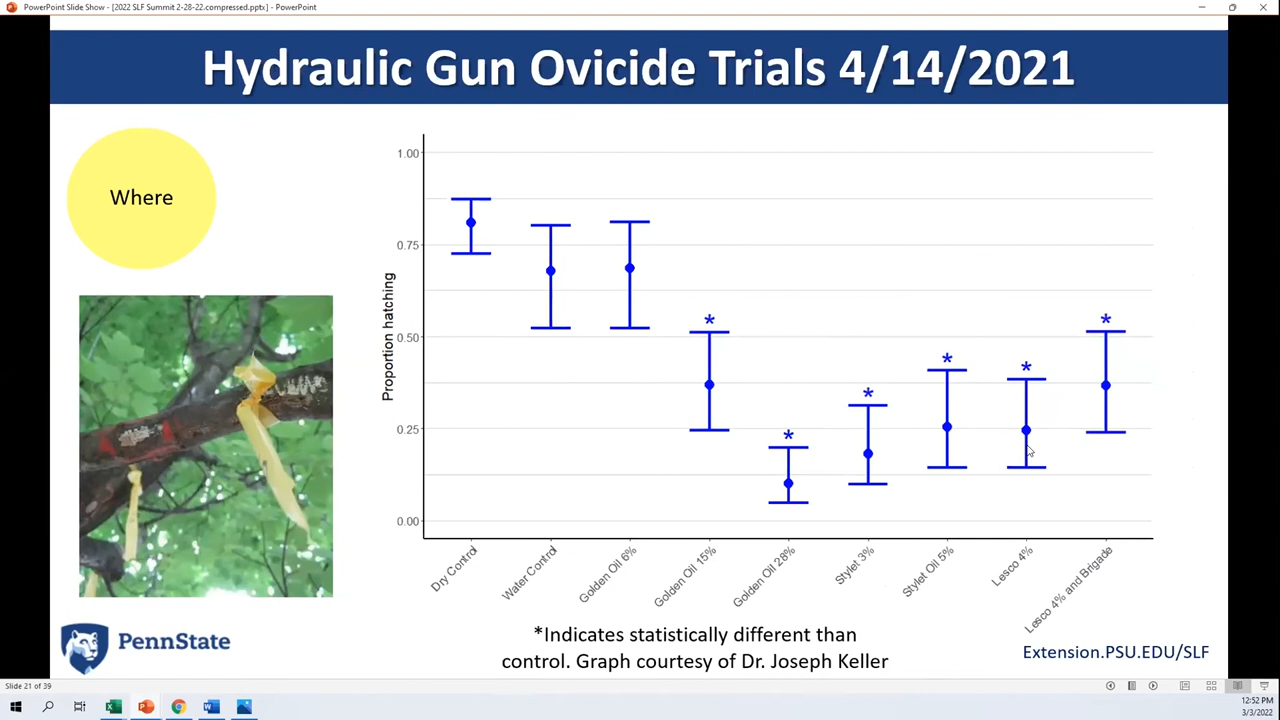 PowerPoint Slide Show - [2022 SLF Summit 2-28-22.compressed.pptx] - PowerPoint
Hydraulic Gun Ovicide Trials 4/14/2021
Where
Proportion hatching
1.00
0.75
0.50
0.25
0.00
* * * * * *
Dry Control
Water Control
Golden Oil 6%
Golden Oil 15%
Golden Oil 28%
Stylet 3%
Stylet Oil 5%
Lesco 4%
Lesco 4% and Brigade
*Indicates statistically different than
control. Graph courtesy of Dr. Joseph Keller
PennState
Extension.PSU.EDU/SLF
Slide 21 of 39
12:52 PM
3/3/2022